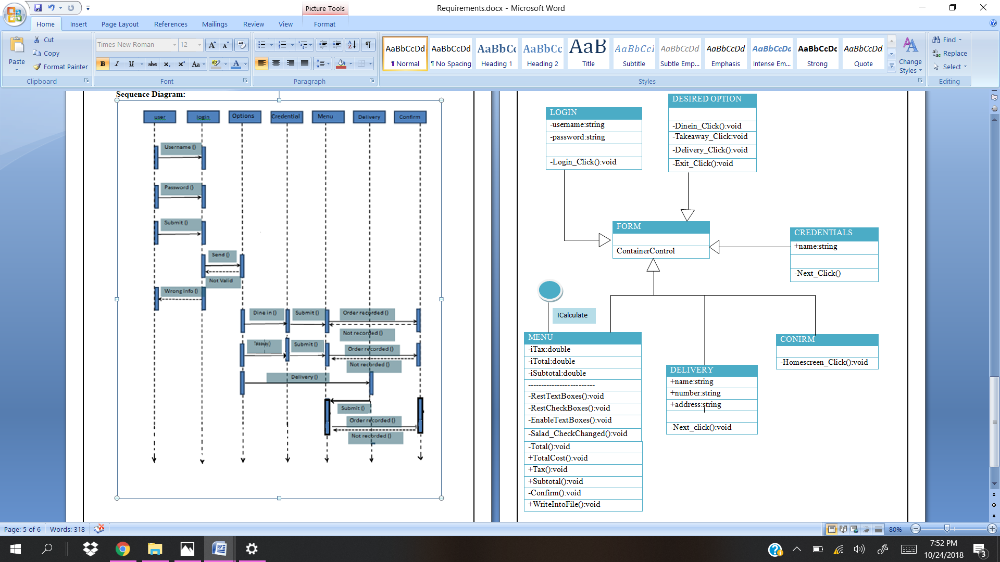 Requirements.docx - Microsoft Word
Picture Tools
Home Insert Page Layout References Mailings Review View Format
Paste
Cut
Copy
Format Painter
Clipboard
Times New Roman 12
Font
Paragraph
AaBbCcDd AaBbCcDd AaBbCc AaBbCc AaB AaBbCcI AaBbCcDd AaBbCcDd AaBbCcDd AaBbCcDd AaBbCcDd
¶ Normal ¶ No Spacing Heading 1 Heading 2 Title Subtitle Subtle Emp... Emphasis Intense Em... Strong Quote
Styles
Change
Styles
Find
Replace
Select
Editing
Sequence Diagram:
user login Options Credential Menu Delivery Confirm
Username ()
Password ()
Submit ()
Send ()
Not Valid
Wrong info ()
Dine in () Submit () Order recorded ()
Not recorded ()
Takeaway () Submit () Order recorded ()
Not recorded ()
Delivery ()
Submit ()
Order recorded ()
Not recorded ()
LOGIN
-username:string
-password:string
-Login_Click():void
DESIRED OPTION
-Dinein_Click():void
-Takeaway_Click:void
-Delivery_Click():void
-Exit_Click():void
FORM
ContainerControl
CREDENTIALS
+name:string
-Next_Click()
ICalculate
MENU
-iTax:double
-iTotal:double
-iSubtotal:double
-------------------------
-RestTextBoxes():void
-RestCheckBoxes():void
-EnableTextBoxes():void
-Salad_CheckChanged():void
-Total():void
+TotalCost():void
+Tax():void
+Subtotal():void
-Confirm():void
+WriteIntoFile():void
DELIVERY
+name:string
+number:string
+address:string
-Next_click():void
CONIRM
-Homescreen_Click():void
Page: 5 of 6 Words: 318
80%
7:52 PM
10/24/2018
3